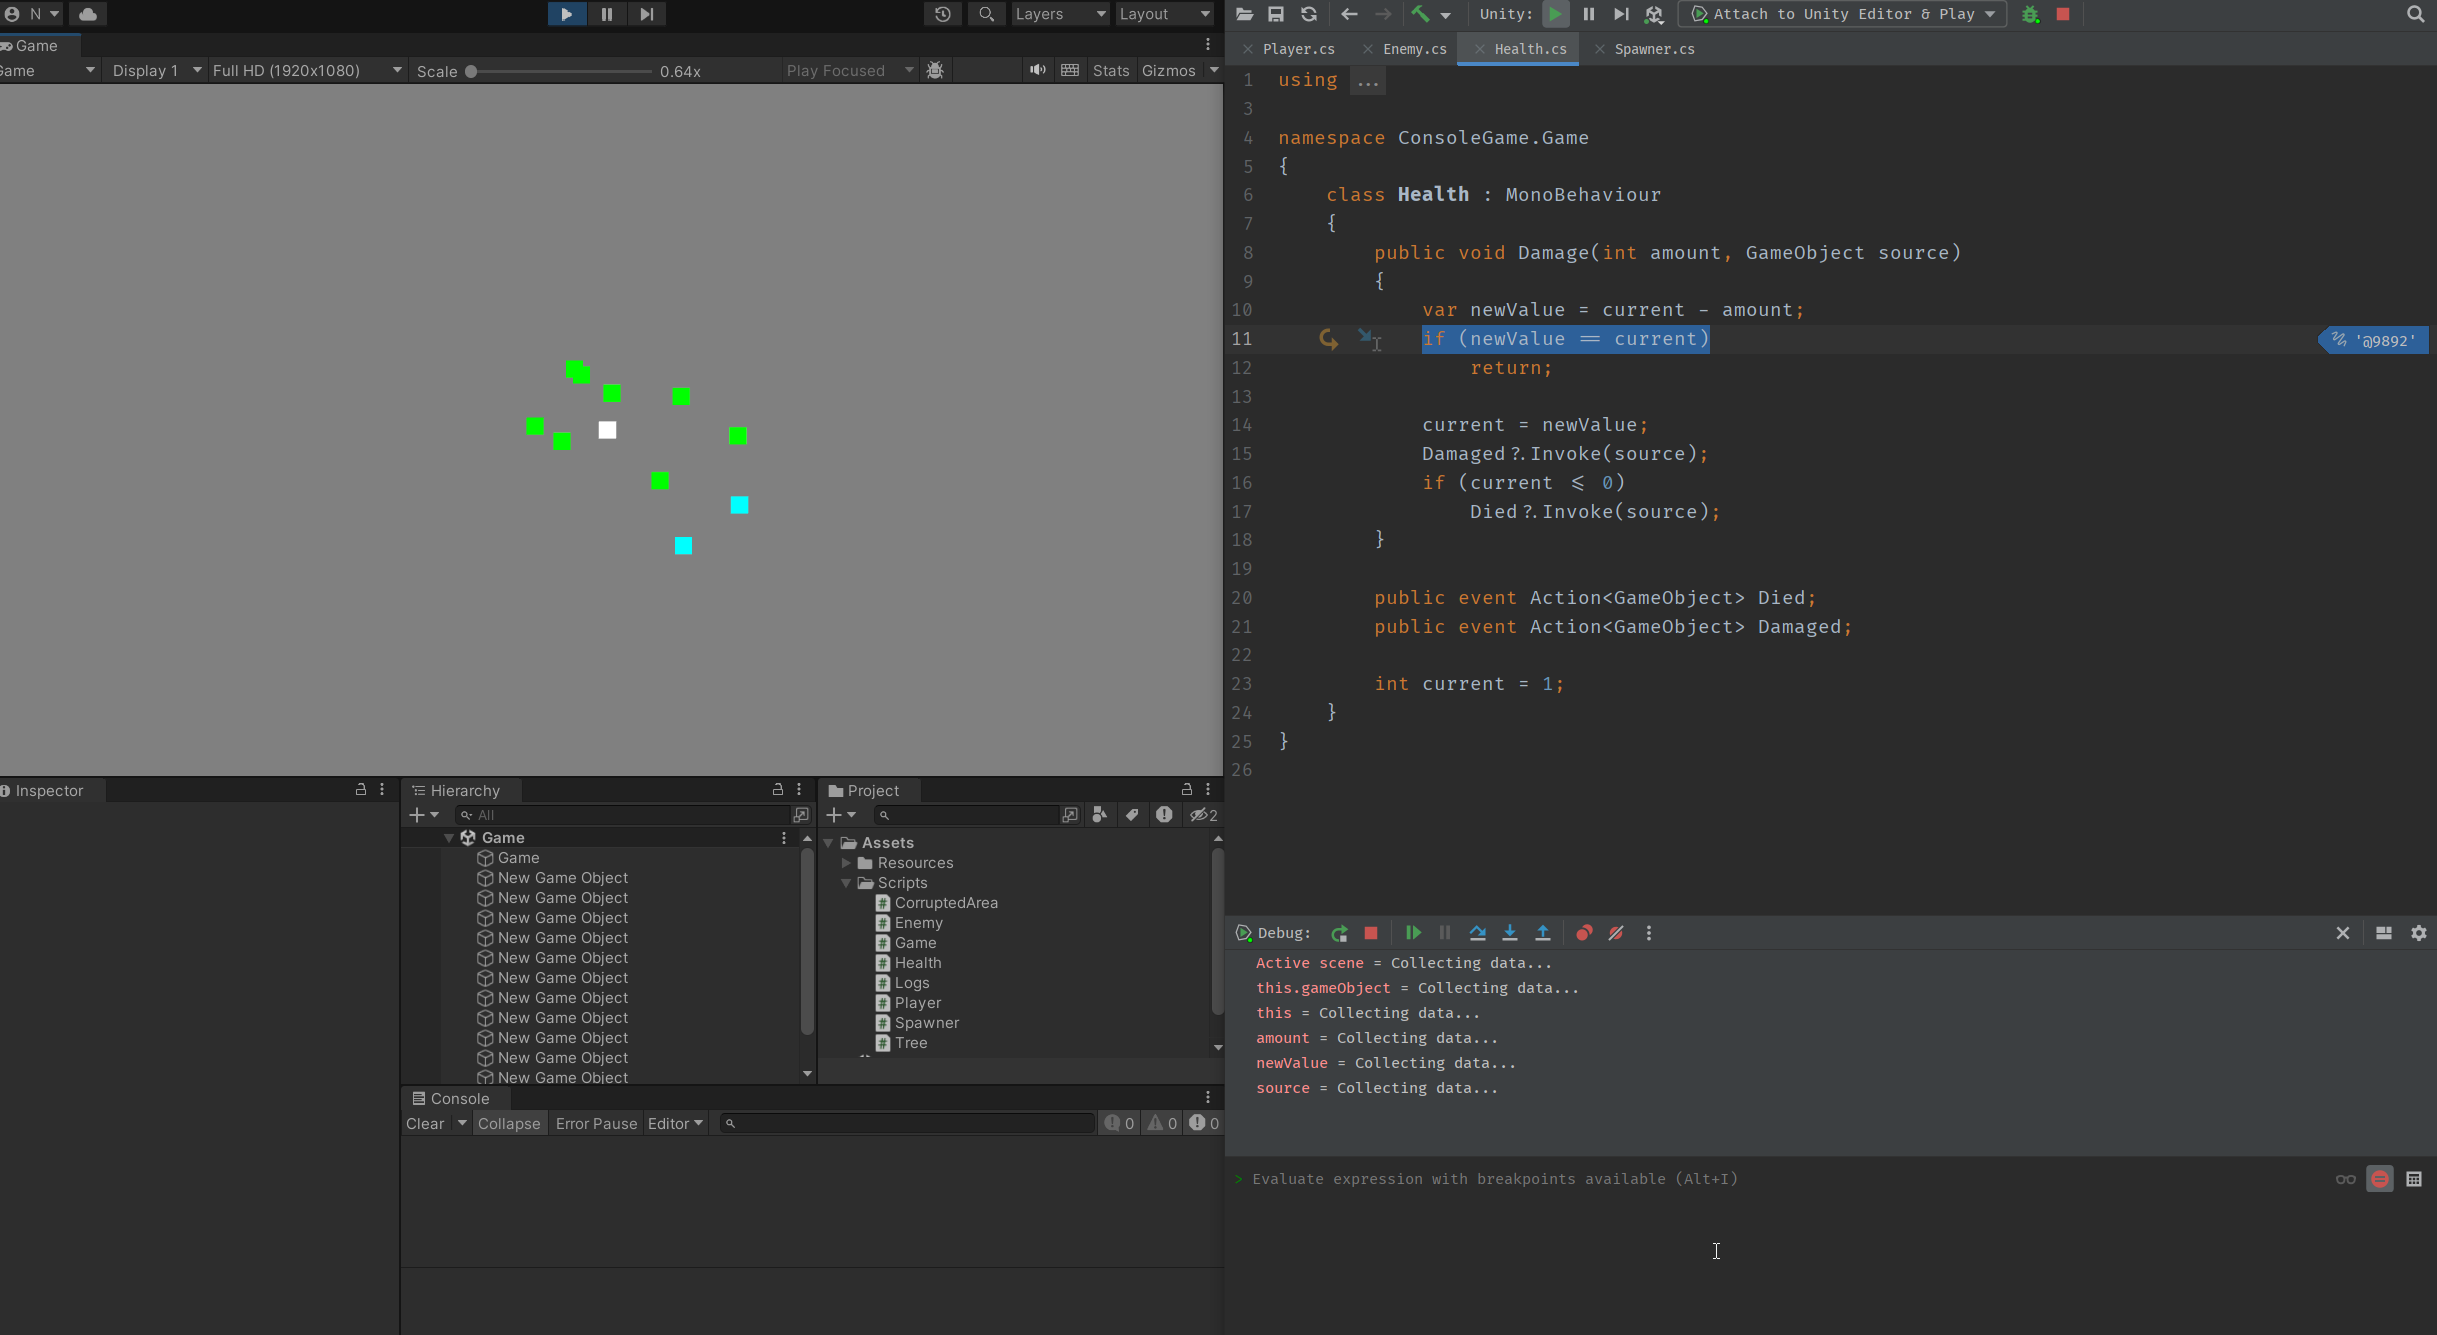 N
Layers
Layout
Game
Game
Display 1
Full HD (1920x1080)
Scale
0.64x
Play Focused
Stats
Gizmos
Inspector
Hierarchy
All
Game
Game
New Game Object
New Game Object
New Game Object
New Game Object
New Game Object
New Game Object
New Game Object
New Game Object
New Game Object
New Game Object
New Game Object
Project
2
Assets
Resources
Scripts
CorruptedArea
Enemy
Game
Health
Logs
Player
Spawner
Tree
Console
Clear
Collapse
Error Pause
Editor
0
0
0
Unity:
Attach to Unity Editor & Play
Player.cs
Enemy.cs
Health.cs
Spawner.cs
1 using ...
3
4 namespace ConsoleGame.Game
5 {
6 class Health : MonoBehaviour
7 {
8 public void Damage(int amount, GameObject source)
9 {
10 var newValue = current - amount;
11 if (newValue == current) '@9892'
12 return;
13
14 current = newValue;
15 Damaged?.Invoke(source);
16 if (current <= 0)
17 Died?.Invoke(source);
18 }
19
20 public event Action<GameObject> Died;
21 public event Action<GameObject> Damaged;
22
23 int current = 1;
24 }
25 }
26
Debug:
Active scene = Collecting data...
this.gameObject = Collecting data...
this = Collecting data...
amount = Collecting data...
newValue = Collecting data...
source = Collecting data...
> Evaluate expression with breakpoints available (Alt+I)